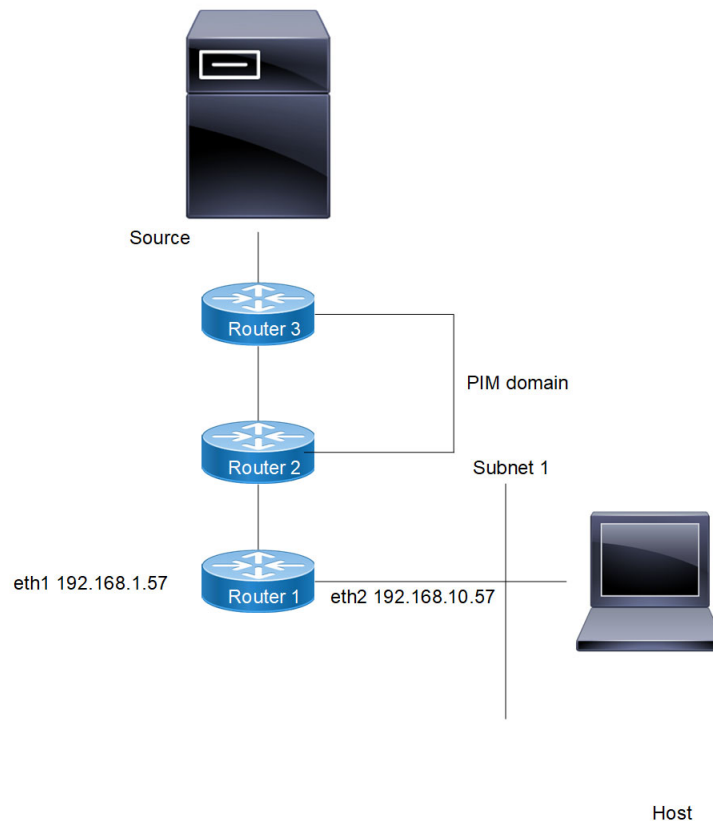 Source
Router 3
PIM domain
Router 2
Subnet 1
eth1 192.168.1.57
Router 1
eth2 192.168.10.57
Host